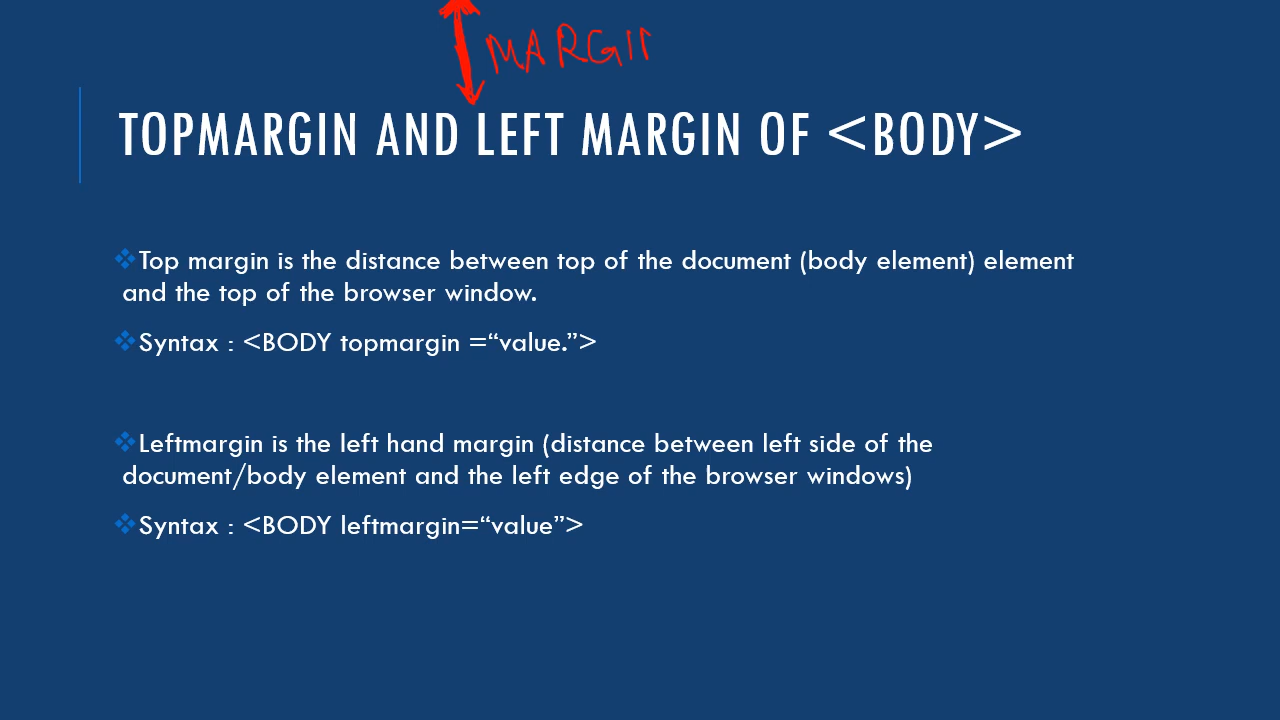 MARGI
TOPMARGIN AND LEFT MARGIN OF <BODY>
❖Top margin is the distance between top of the document (body element) element
and the top of the browser window.
❖Syntax : <BODY topmargin =“value.”>
❖Leftmargin is the left hand margin (distance between left side of the
document/body element and the left edge of the browser windows)
❖Syntax : <BODY leftmargin=“value”>